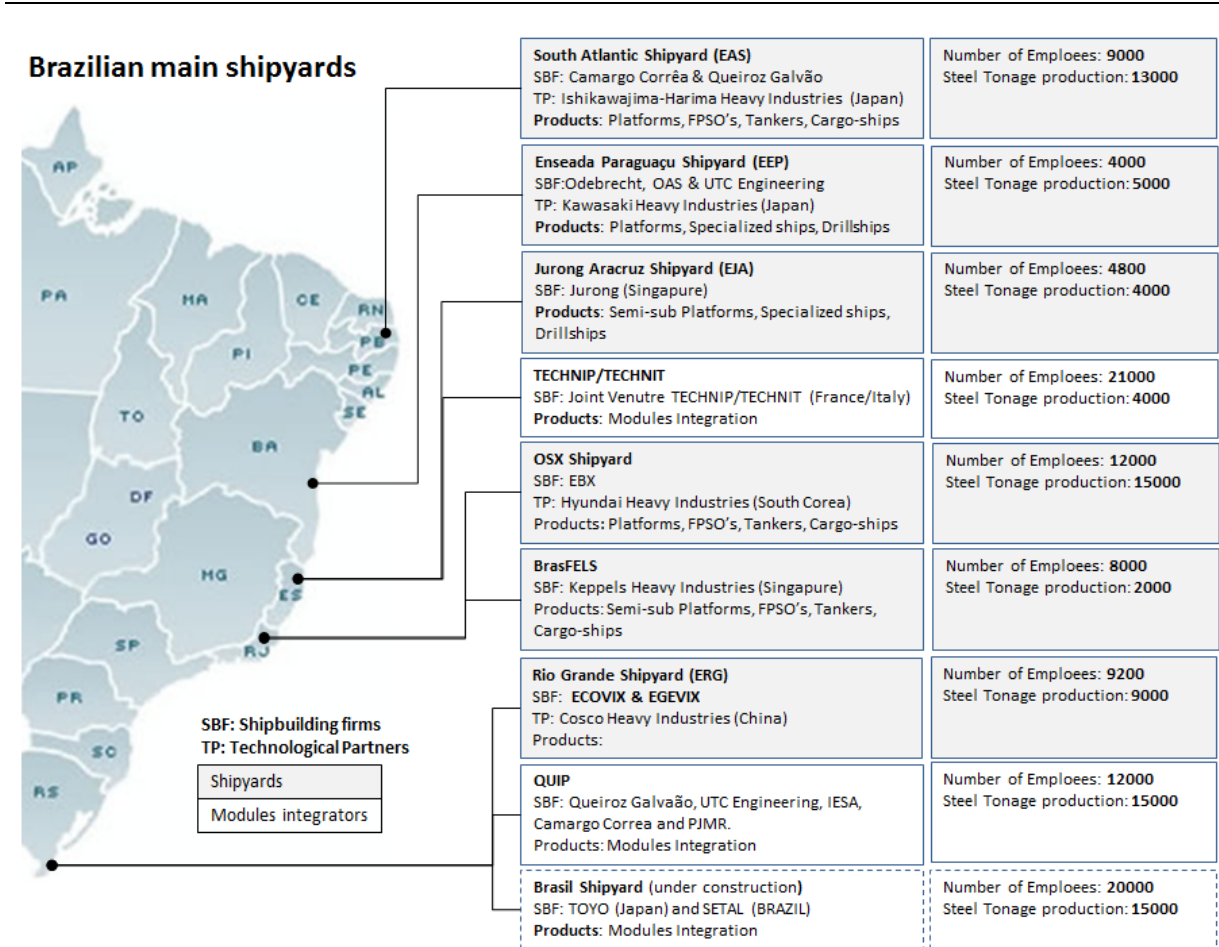 Brazilian main shipyards
South Atlantic Shipyard (EAS)
SBF: Camargo Corrêa & Queiroz Galvão
TP: Ishikawajima-Harima Heavy Industries (Japan)
Products: Platforms, FPSO's, Tankers, Cargo-ships
Number of Emploees: 9000
Steel Tonage production: 13000
Enseada Paraguaçu Shipyard (EEP)
SBF:Odebrecht, OAS & UTC Engineering
TP: Kawasaki Heavy Industries (Japan)
Products: Platforms, Specialized ships, Drillships
Number of Emploees: 4000
Steel Tonage production: 5000
Jurong Aracruz Shipyard (EJA)
SBF: Jurong (Singapure)
Products: Semi-sub Platforms, Specialized ships,
Drillships
Number of Emploees: 4800
Steel Tonage production: 4000
TECHNIP/TECHNIT
SBF: Joint Venutre TECHNIP/TECHNIT (France/Italy)
Products: Modules Integration
Number of Emploees: 21000
Steel Tonage production: 4000
OSX Shipyard
SBF: EBX
TP: Hyundai Heavy Industries (South Corea)
Products: Platforms, FPSO's, Tankers, Cargo-ships
Number of Emploees: 12000
Steel Tonage production: 15000
BrasFELS
SBF: Keppels Heavy Industries (Singapure)
Products: Semi-sub Platforms, FPSO's, Tankers,
Cargo-ships
Number of Emploees: 8000
Steel Tonage production: 2000
Rio Grande Shipyard (ERG)
SBF: ECOVIX & EGEVIX
TP: Cosco Heavy Industries (China)
Products:
Number of Emploees: 9200
Steel Tonage production: 9000
QUIP
SBF: Queiroz Galvaão, UTC Engineering, IESA,
Camargo Correa and PJMR.
Products: Modules Integration
Number of Emploees: 12000
Steel Tonage production: 15000
Brasil Shipyard (under construction)
SBF: TOYO (Japan) and SETAL (BRAZIL)
Products: Modules Integration
Number of Emploees: 20000
Steel Tonage production: 15000
AP
PA
MA
CE
RN
PB
PI
PE
AL
SE
TO
BA
DF
GO
MG
ES
SP
RJ
PR
SC
RS
SBF: Shipbuilding firms
TP: Technological Partners
Shipyards
Modules integrators